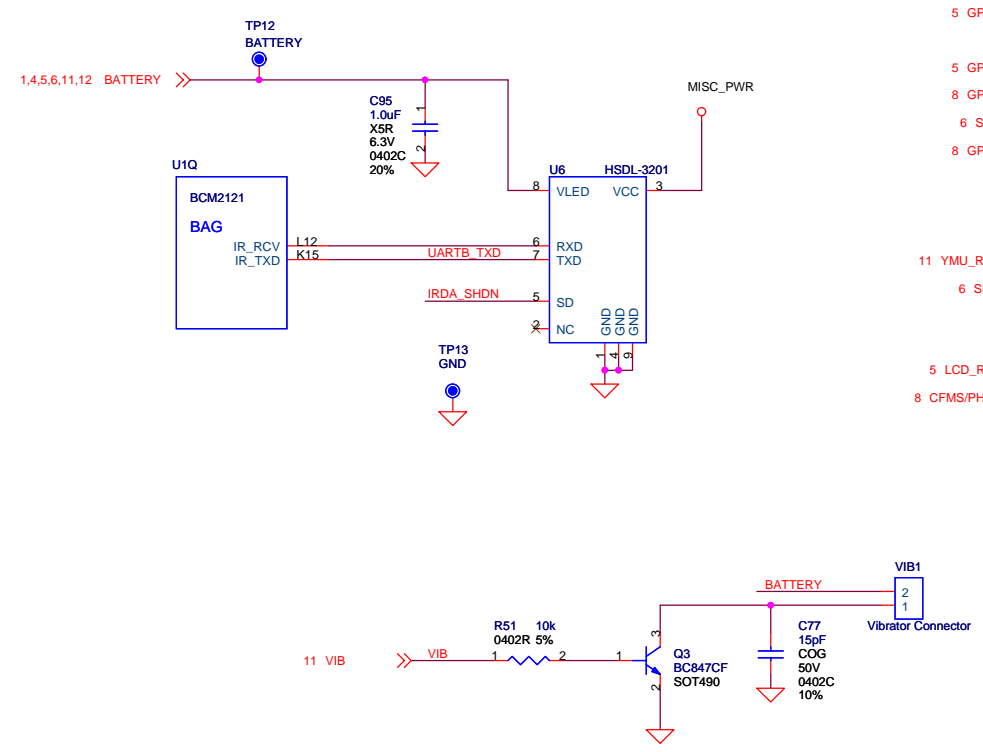 TP12
BATTERY
5 GP
1,4,5,6,11,12 BATTERY
5 GP
8 GP
6 S
8 GP
MISC_PWR
C95
1.0uF
X5R
6.3V
0402C
20%
1
2
U1Q
BCM2121
BAG
IR_RCV
IR_TXD
L12
K15
UARTB_TXD
IRDA_SHDN
U6 HSDL-3201
8 VLED
VCC 3
6 RXD
7 TXD
5 SD
2 NC
GND
GND
GND
1
4
9
11 YMU_R
6 S
TP13
GND
5 LCD_R
8 CFMS/PH
VIB1
BATTERY
2
1
Vibrator Connector
R51 10k
0402R 5%
11 VIB
VIB
1
2
1
3
2
Q3
BC847CF
SOT490
C77
15pF
COG
50V
0402C
10%